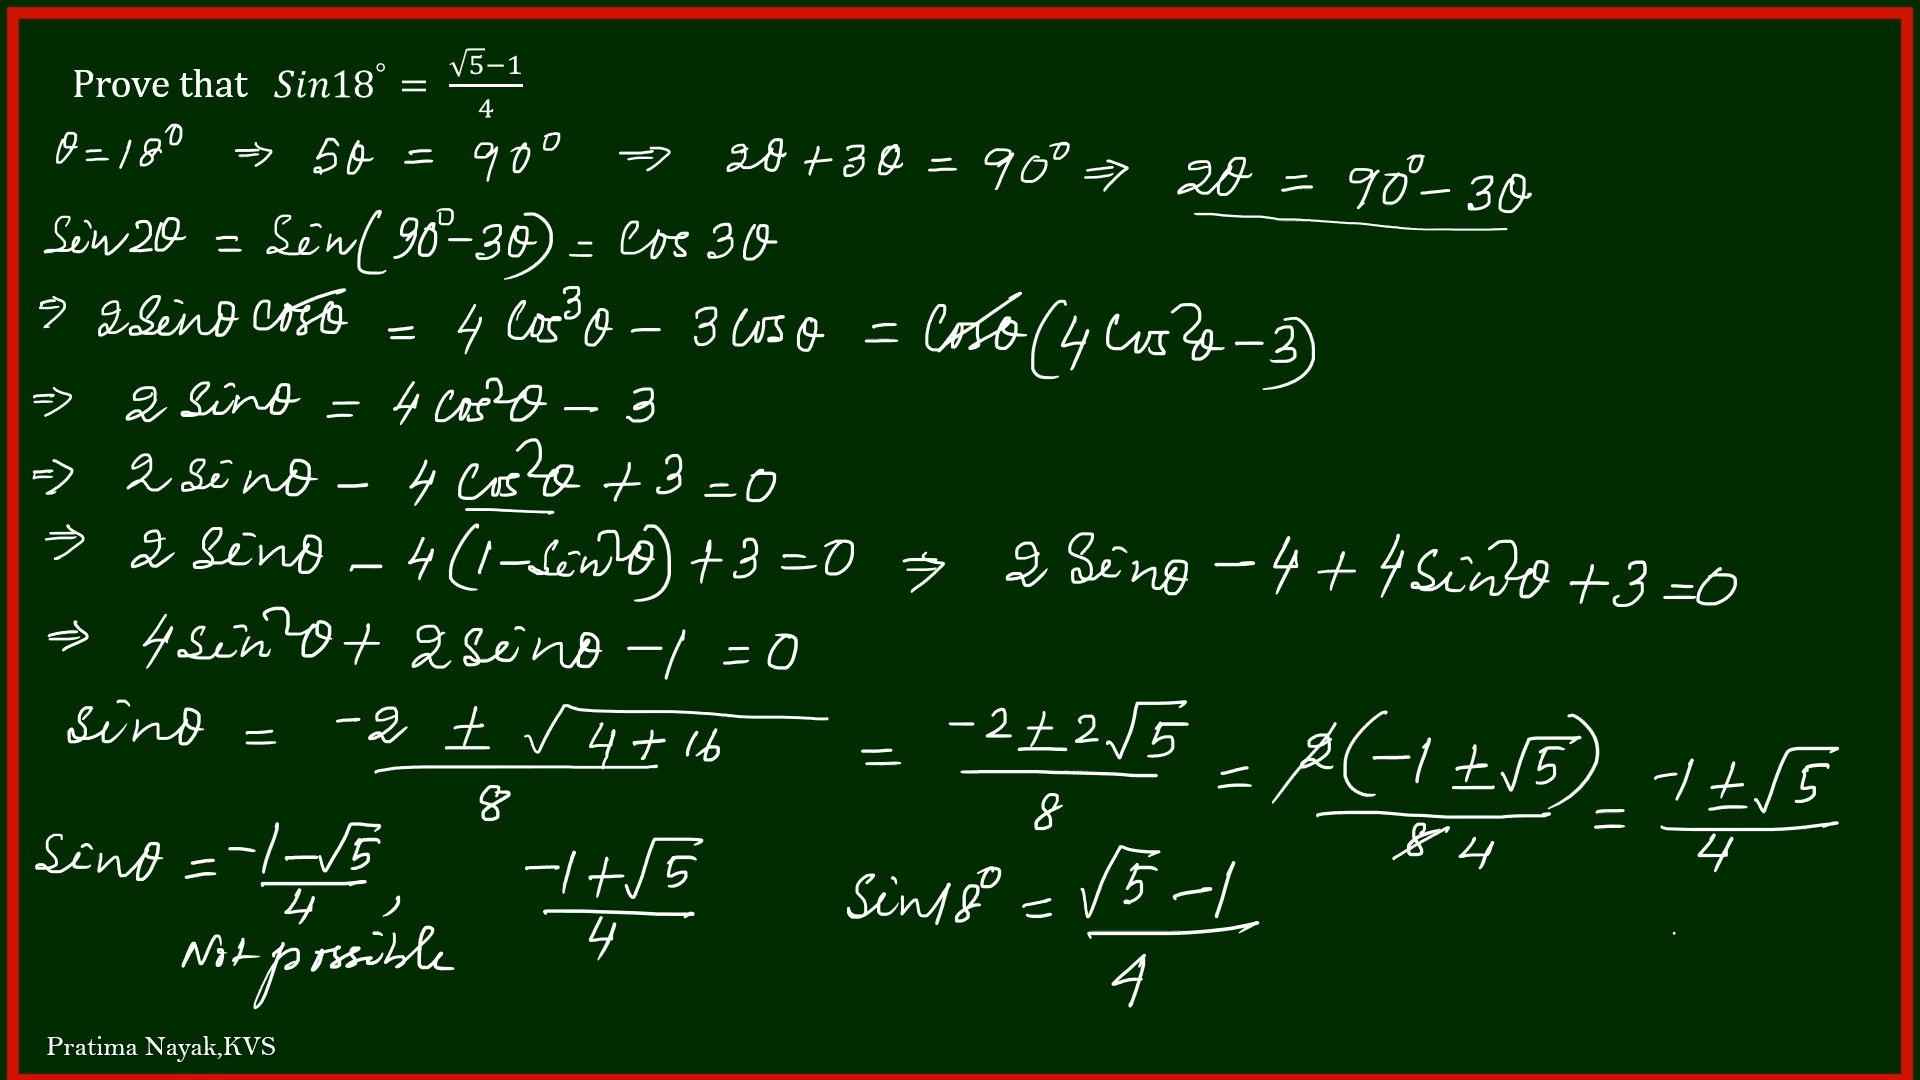 Prove that Sin18° = (√5−1)/4
θ = 18° ⇒ 5θ = 90° ⇒ 2θ + 3θ = 90° ⇒ 2θ = 90° − 3θ
Sin2θ = Sin(90°−3θ) = Cos 3θ
⇒ 2Sinθ Cosθ = 4 Cos³θ − 3 Cosθ = Cosθ(4 Cos²θ − 3)
⇒ 2 Sinθ = 4 Cos²θ − 3
⇒ 2 Sinθ − 4 Cos²θ + 3 = 0
⇒ 2 Sinθ − 4(1−Sin²θ) + 3 = 0 ⇒ 2 Sinθ − 4 + 4Sin²θ + 3 = 0
⇒ 4Sin²θ + 2Sinθ − 1 = 0
Sinθ = (−2 ± √(4+16))/8 = (−2 ± 2√5)/8 = 2(−1 ± √5)/8 4 = (−1 ± √5)/4
Sinθ = (−1−√5)/4 , (−1+√5)/4 Sin18° = (√5−1)/4
Not possible
Pratima Nayak,KVS